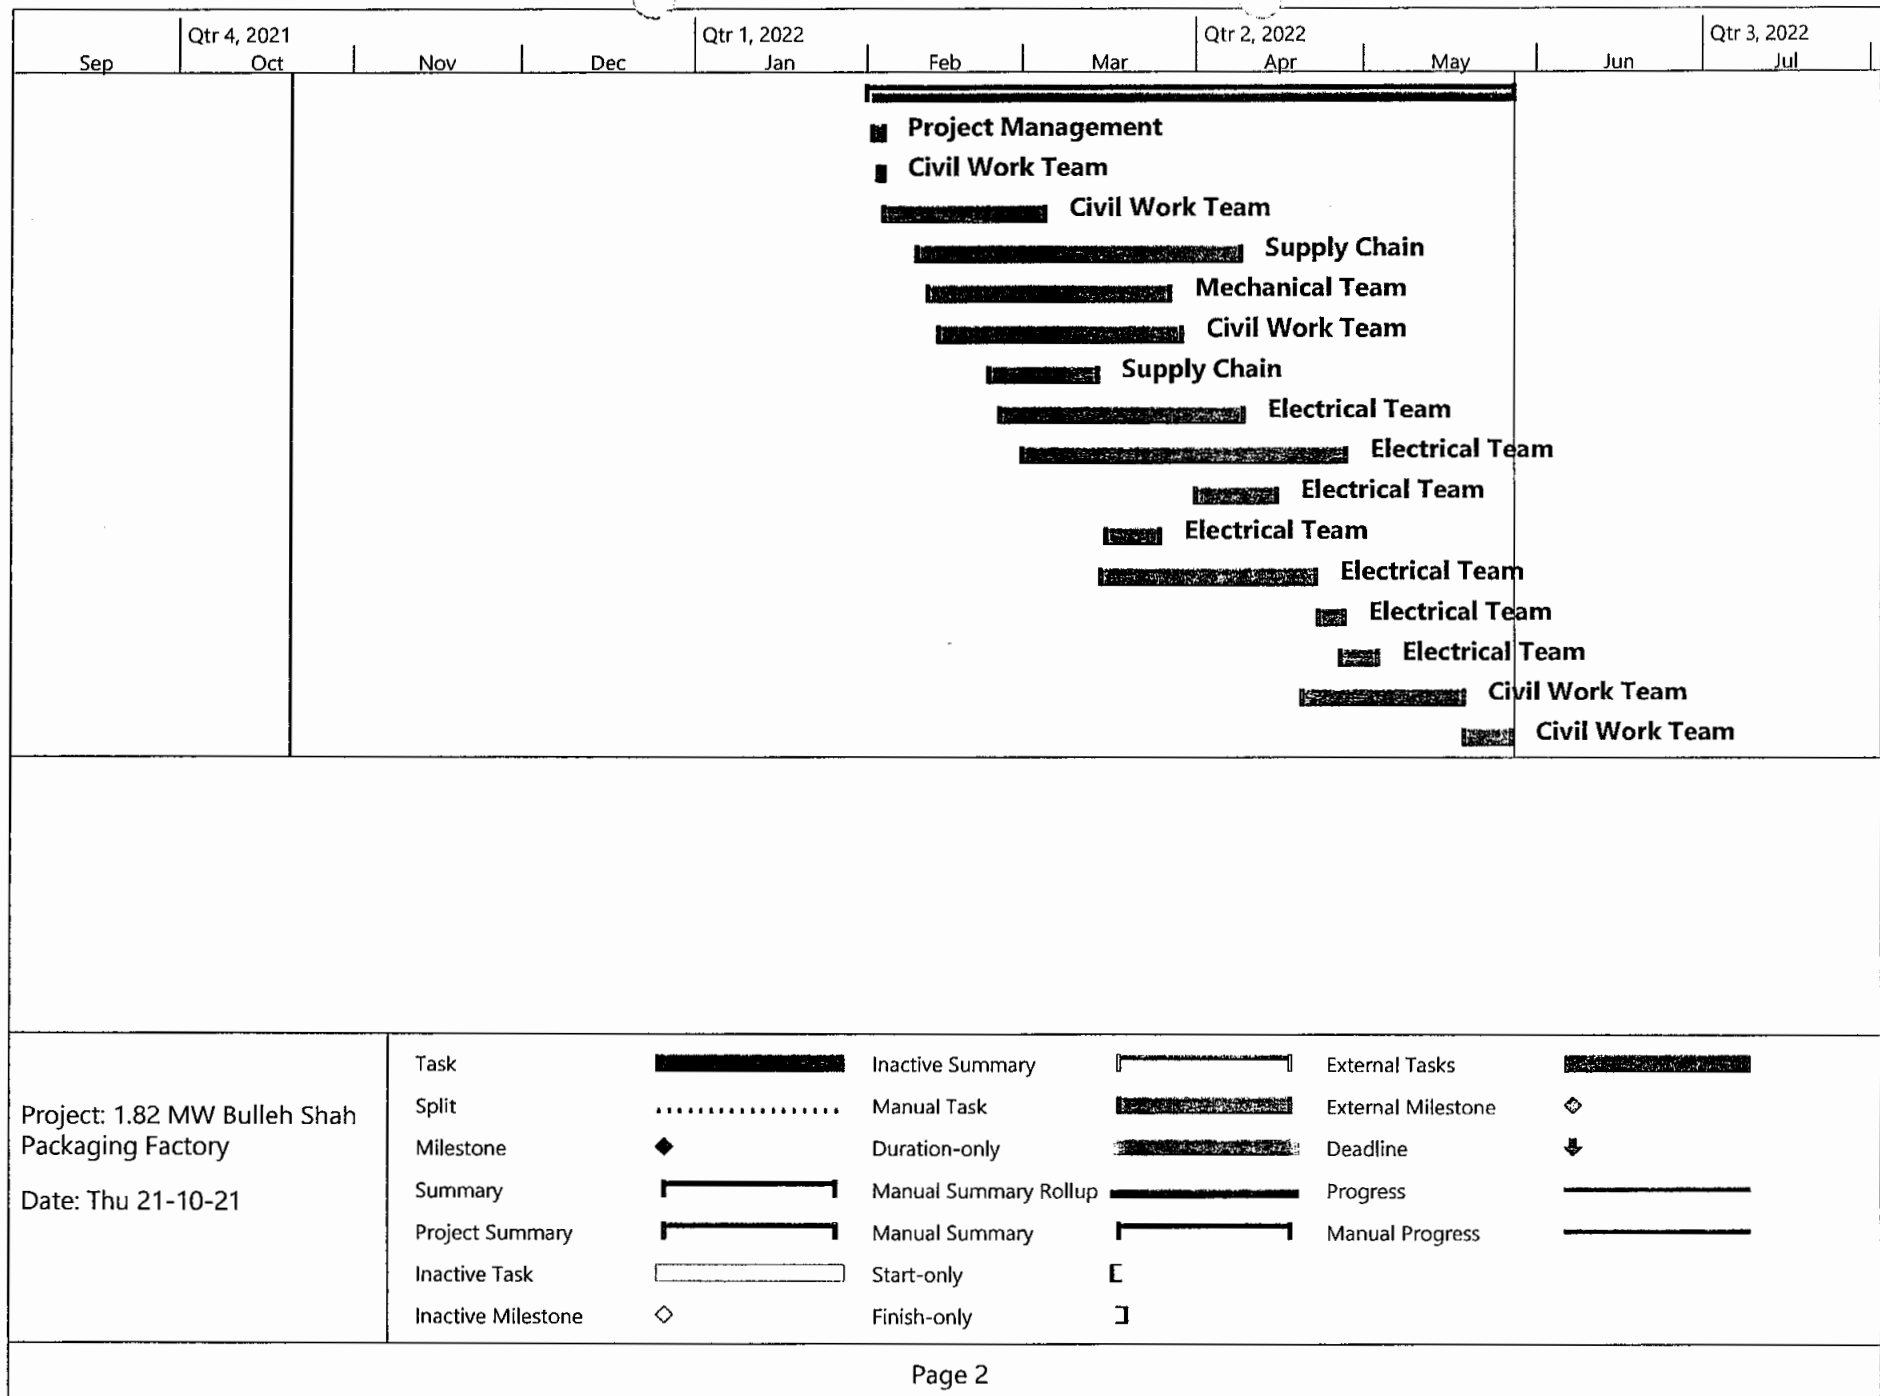 Qtr 4, 2021 Qtr 1, 2022 Qtr 2, 2022 Qtr 3, 2022
Sep Oct Nov Dec Jan Feb Mar Apr May Jun Jul
Project Management
Civil Work Team
Civil Work Team
Supply Chain
Mechanical Team
Civil Work Team
Supply Chain
Electrical Team
Electrical Team
Electrical Team
Electrical Team
Electrical Team
Electrical Team
Electrical Team
Civil Work Team
Civil Work Team
Project: 1.82 MW Bulleh Shah
Packaging Factory
Date: Thu 21-10-21
Task
Split
Milestone
Summary
Project Summary
Inactive Task
Inactive Milestone
Inactive Summary
Manual Task
Duration-only
Manual Summary Rollup
Manual Summary
Start-only
Finish-only
External Tasks
External Milestone
Deadline
Progress
Manual Progress
Page 2